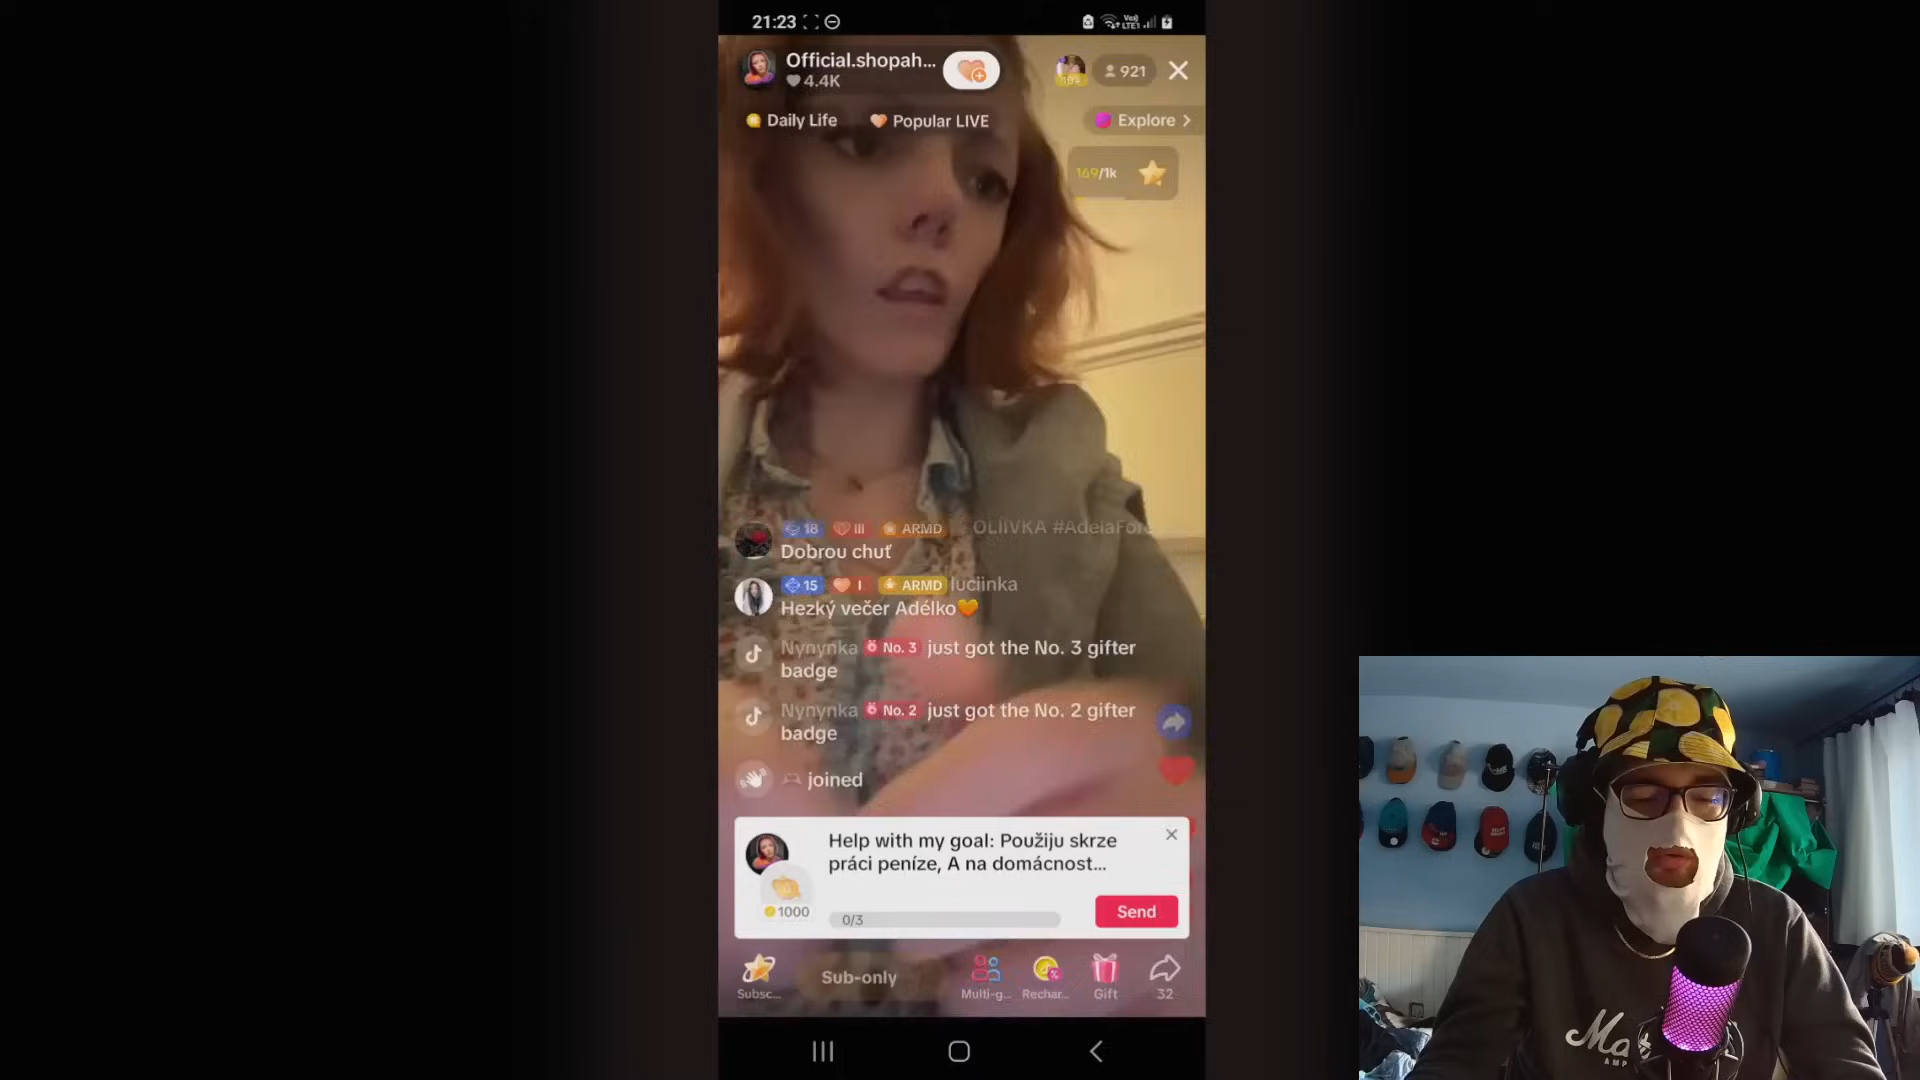 21:23
Official.shopah...
4.4K
921
Daily Life
Popular LIVE
Explore
169/1k
18 III ARMD OLIIVKA
Dobrou chuť
15 I ARMD luciinka
Hezký večer Adélko🧡
Nynynka No. 3 just got the No. 3 gifter
badge
Nynynka No. 2 just got the No. 2 gifter
badge
joined
Help with my goal: Použiju skrze
práci peníze, A na domácnost...
1000
0/3
Send
Sub-only
Subsc...
Multi-g...
Rechar...
Gift
32